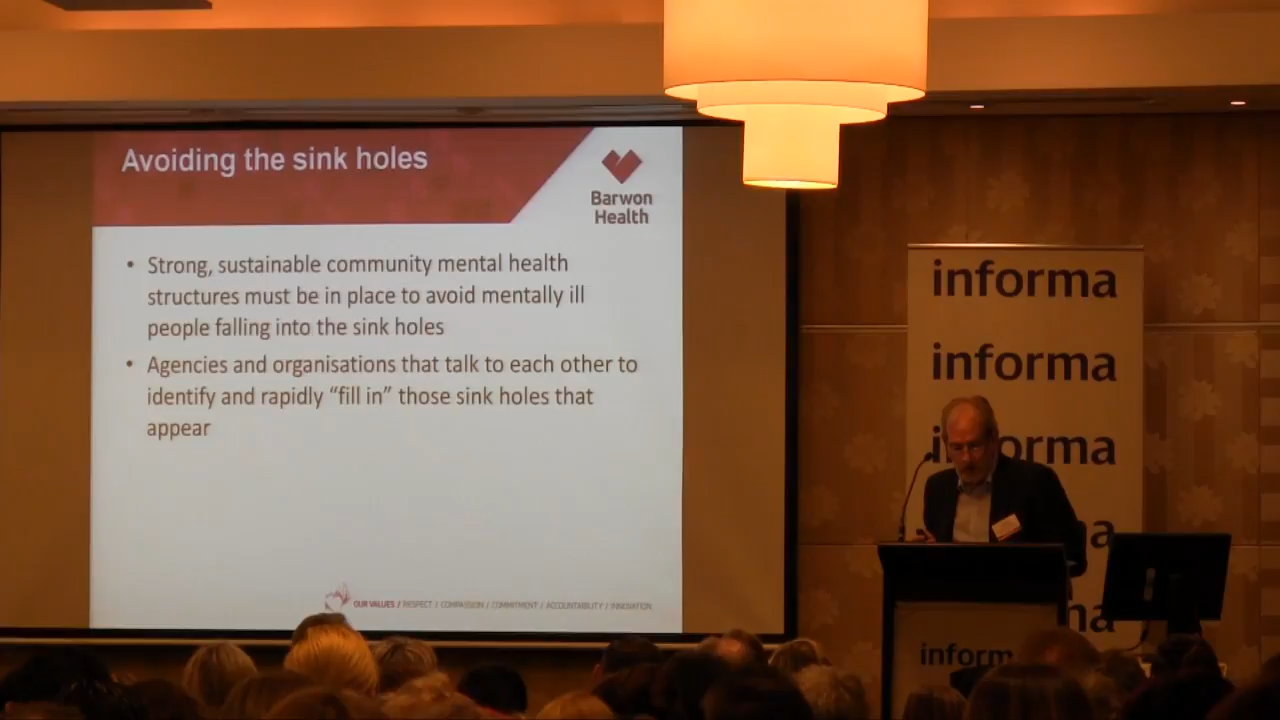 Avoiding the sink holes
Barwon
Health
• Strong, sustainable community mental health
structures must be in place to avoid mentally ill
people falling into the sink holes
• Agencies and organisations that talk to each other to
identify and rapidly “fill in” those sink holes that
appear
OUR VALUES / RESPECT / COMPASSION / COMMITMENT / ACCOUNTABILITY / INNOVATION
informa
informa
informa
informa